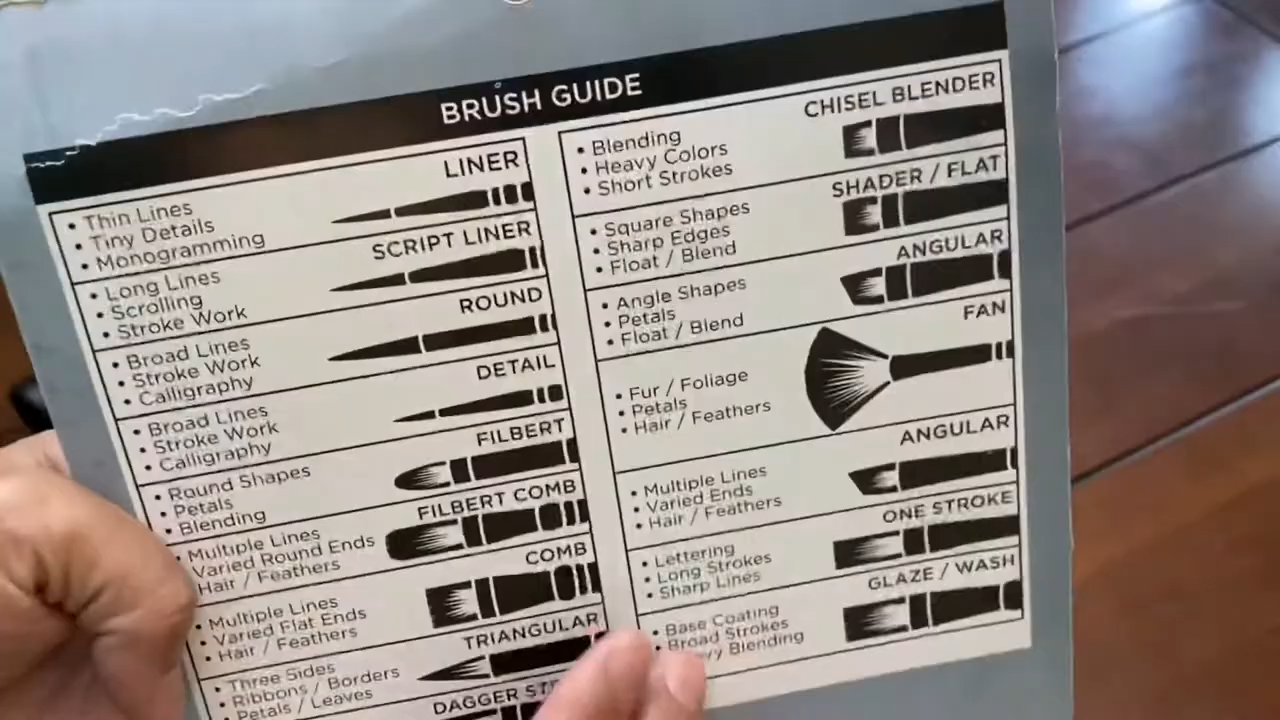 BRUSH GUIDE
LINER
• Thin Lines
• Tiny Details
• Monogramming
SCRIPT LINER
• Long Lines
• Scrolling
• Stroke Work
ROUND
• Broad Lines
• Stroke Work
• Calligraphy
DETAIL
• Broad Lines
• Stroke Work
• Calligraphy
FILBERT
• Round Shapes
• Petals
• Blending
FILBERT COMB
• Multiple Lines
Varied Round Ends
Hair / Feathers
COMB
• Multiple Lines
• Varied Flat Ends
• Hair / Feathers
TRIANGULAR
• Three Sides
• Ribbons / Borders
• Petals / Leaves
DAGGER
CHISEL BLENDER
• Blending
• Heavy Colors
• Short Strokes
SHADER / FLAT
• Square Shapes
• Sharp Edges
• Float / Blend
ANGULAR
• Angle Shapes
• Petals
• Float / Blend
FAN
• Fur / Foliage
• Petals
• Hair / Feathers
ANGULAR
• Multiple Lines
• Varied Ends
• Hair / Feathers
ONE STROKE
• Lettering
• Long Strokes
• Sharp Lines
GLAZE / WASH
• Base Coating
• Broad Strokes
Blending